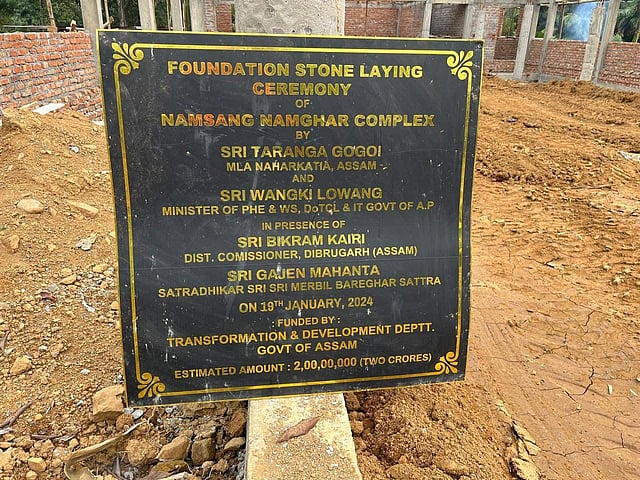 FOUNDATION STONE LAYING
CEREMONY
OF
NAMSANG NAMGHAR COMPLEX
BY
SRI TARANGA GOGOI
MLA NAHARKATIA, ASSAM
AND
SRI WANGKI LOWANG
MINISTER OF PHE & WS, DoTCL & IT GOVT OF A.P
IN PRESENCE OF
SRI BIKRAM KAIRI
DIST. COMISSIONER, DIBRUGARH (ASSAM)
SRI GAJEN MAHANTA
SATRADHIKAR SRI SRI MERBIL BAREGHAR SATTRA
ON 19TH JANUARY, 2024
: FUNDED BY :
TRANSFORMATION & DEVELOPMENT DEPTT.
GOVT OF ASSAM
ESTIMATED AMOUNT : 2,00,00,000 (TWO CRORES)